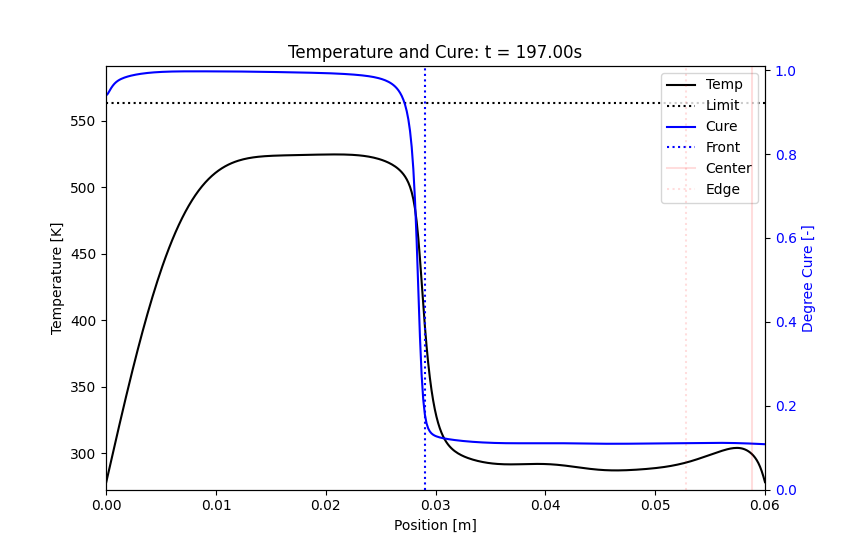 Temperature and Cure: t = 197.00s
Temp
Limit
Cure
Front
Center
Edge
Temperature [K]
550
500
450
400
350
300
Degree Cure [-]
1.0
0.8
0.6
0.4
0.2
0.0
0.00 0.01 0.02 0.03 0.04 0.05 0.06
Position [m]